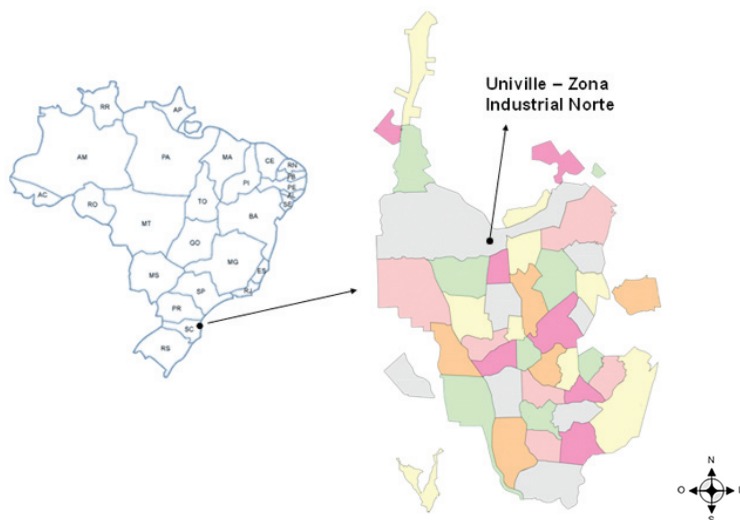 RR
AP
AM
PA
MA
CE
RN
PB
PI
PE
AL
SE
AC
RO
TO
BA
MT
GO
MG
MS
ES
SP
RJ
PR
SC
RS
Univille – Zona
Industrial Norte
N
O
S